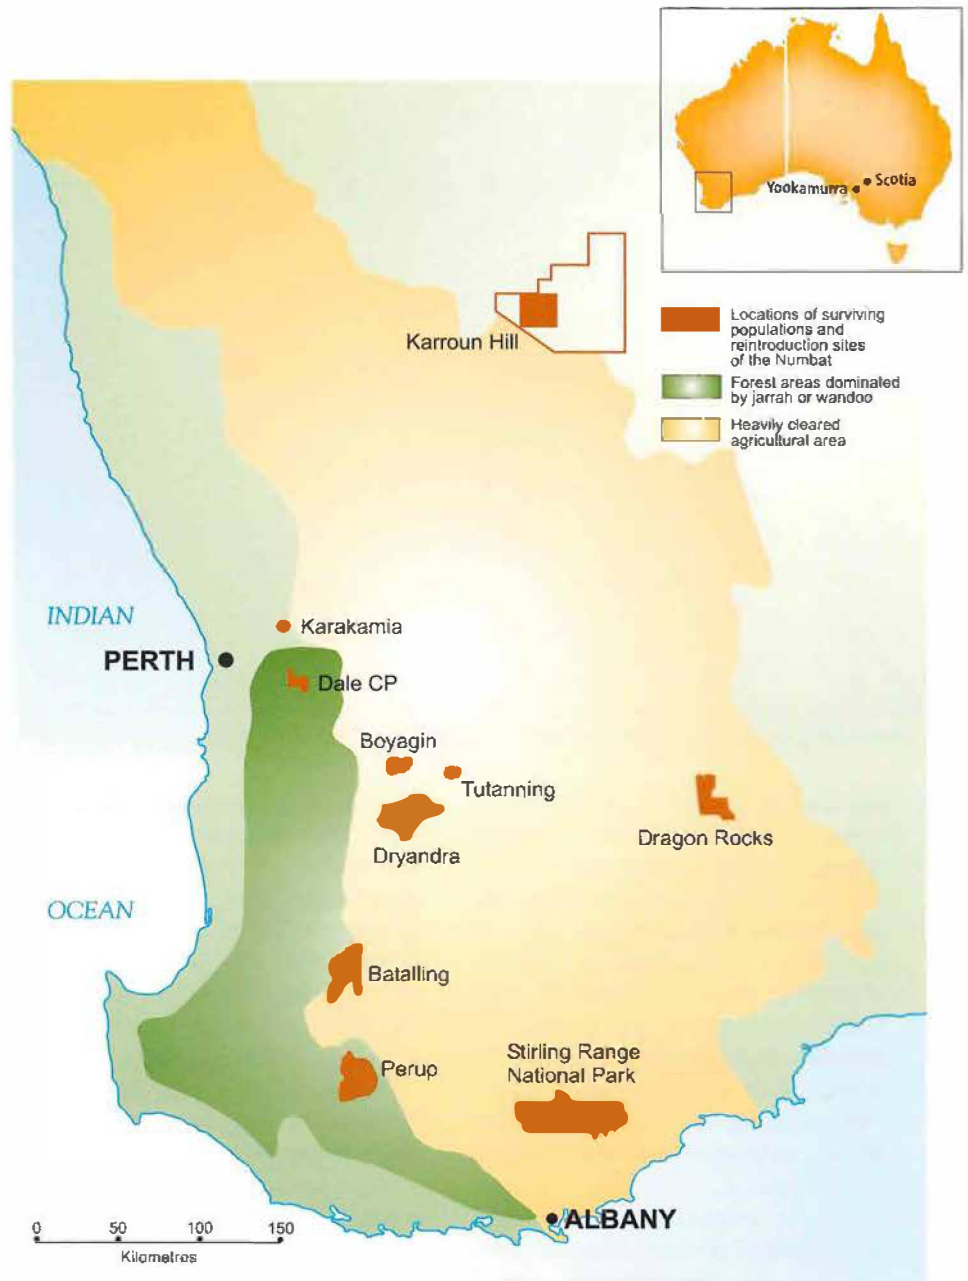 Scotia
Yookamurra
Karroun Hill
Locations of surviving
populations and
reintroduction sites
of the Numbat
Forest areas dominated
by jarrah or wandoo
Heavily cleared
agricultural area
INDIAN
Karakamia
PERTH
Dale CP
Boyagin
Tutanning
Dragon Rocks
Dryandra
OCEAN
Batalling
Stirling Range
National Park
Perup
ALBANY
0 50 100 150
Kilometres